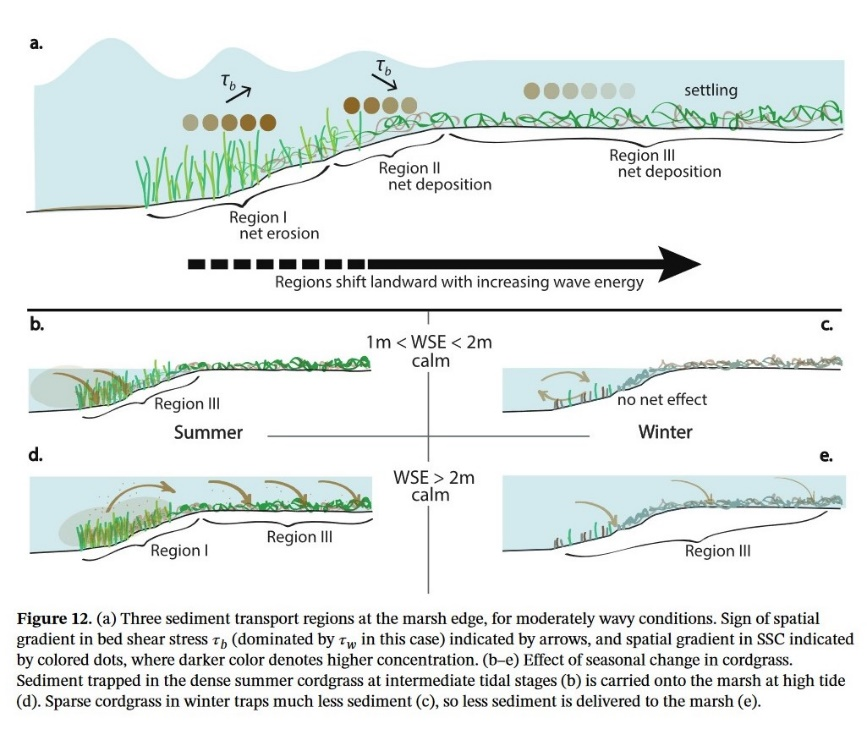 a.
τb
τb
settling
Region III
net deposition
Region II
net deposition
Region I
net erosion
Regions shift landward with increasing wave energy
b.
c.
1m < WSE < 2m
calm
Region III
no net effect
Summer
Winter
d.
e.
WSE > 2m
calm
Region I
Region III
Region III
Figure 12. (a) Three sediment transport regions at the marsh edge, for moderately wavy conditions. Sign of spatial
gradient in bed shear stress τb (dominated by τw in this case) indicated by arrows, and spatial gradient in SSC indicated
by colored dots, where darker color denotes higher concentration. (b–e) Effect of seasonal change in cordgrass.
Sediment trapped in the dense summer cordgrass at intermediate tidal stages (b) is carried onto the marsh at high tide
(d). Sparse cordgrass in winter traps much less sediment (c), so less sediment is delivered to the marsh (e).